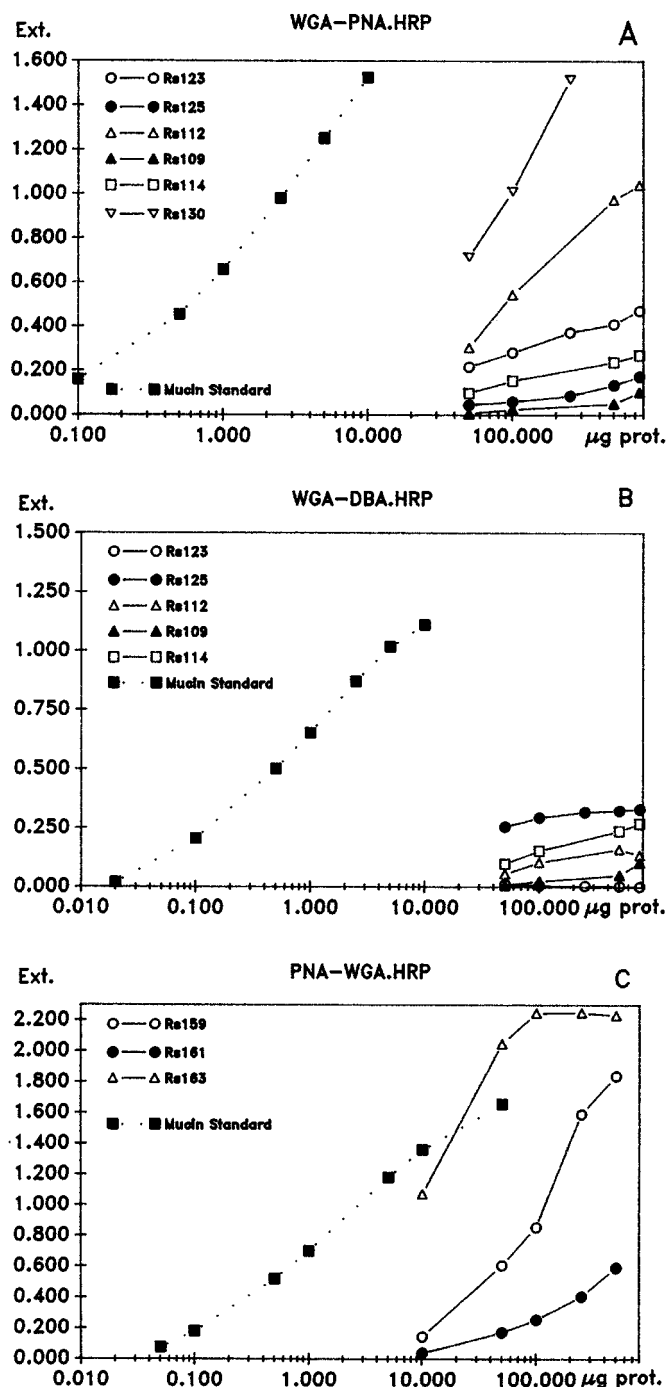 WGA-PNA.HRP
A
Ext.
1.600
1.400
1.200
1.000
0.800
0.600
0.400
0.200
0.000
Rs123
Rs125
Rs112
Rs109
Rs114
Rs130
Mucin Standard
0.100 1.000 10.000 100.000 μg prot.
WGA-DBA.HRP
B
Ext.
1.500
1.250
1.000
0.750
0.500
0.250
0.000
Rs123
Rs125
Rs112
Rs109
Rs114
Mucin Standard
0.010 0.100 1.000 10.000 100.000 μg prot.
PNA-WGA.HRP
C
Ext.
2.200
2.000
1.800
1.600
1.400
1.200
1.000
0.800
0.600
0.400
0.200
0.000
Rs159
Rs161
Rs163
Mucin Standard
0.010 0.100 1.000 10.000 100.000 μg prot.